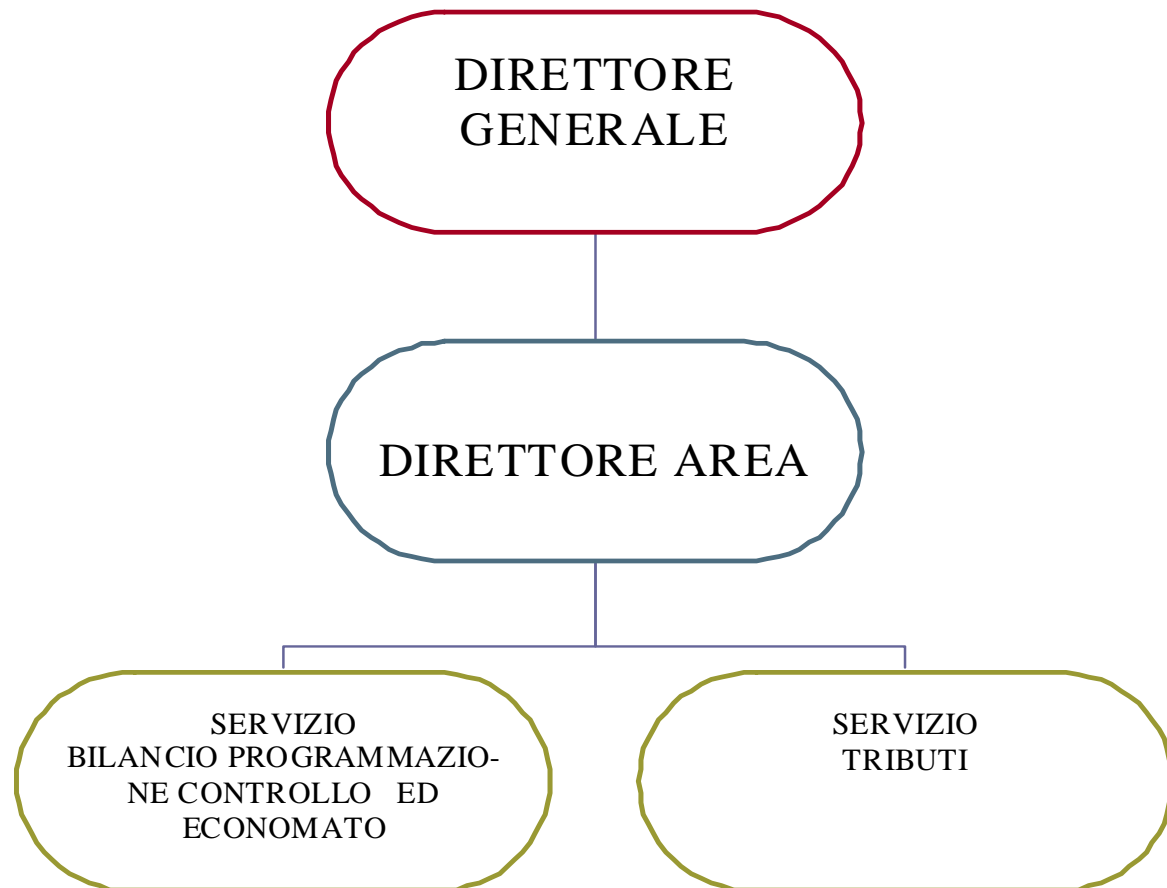 DIRETTORE
GENERALE
DIRETTORE AREA
SERVIZIO
BILANCIO PROGRAMMAZIO-
NE CONTROLLO ED
ECONOMATO
SERVIZIO
TRIBUTI